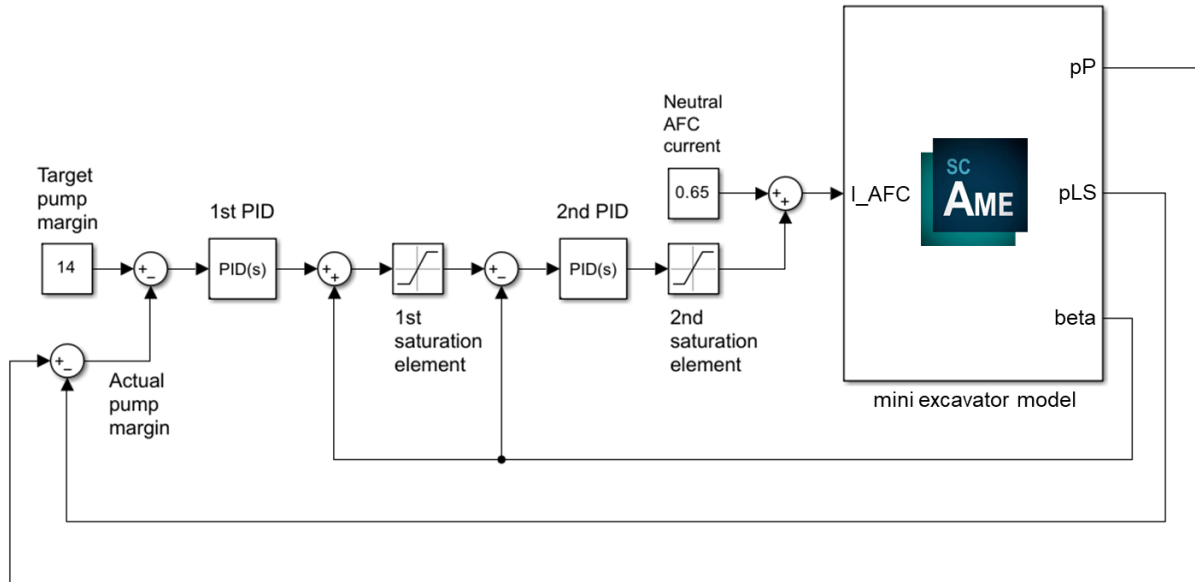 pP
Neutral
AFC
current
SC
AME
Target
pump
margin
1st PID
2nd PID
0.65
+
+
I_AFC
pLS
14
+
−
PID(s)
+
+
+
−
PID(s)
1st
saturation
element
2nd
saturation
element
beta
+
−
Actual
pump
margin
mini excavator model